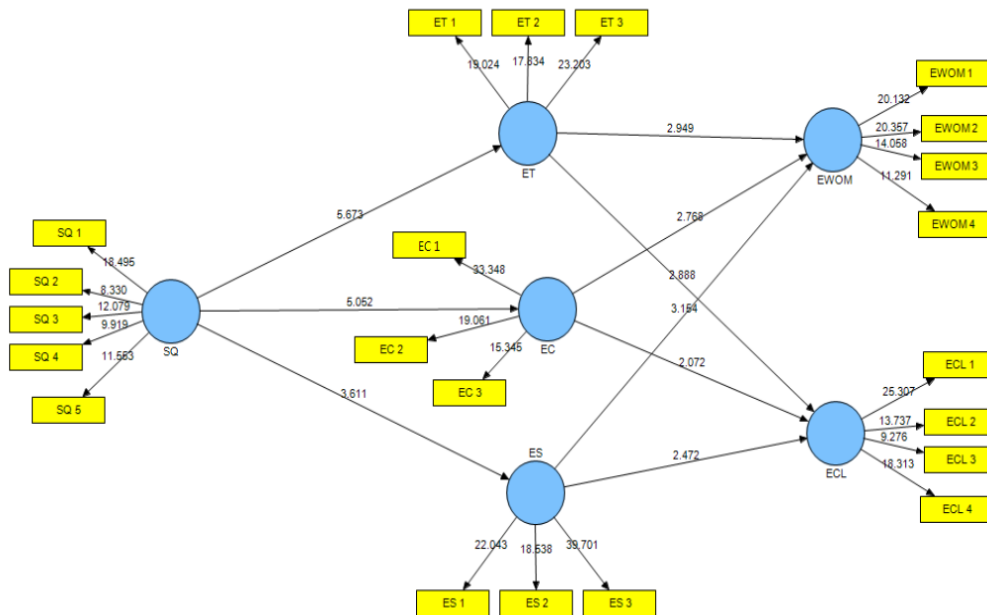 ET 1
ET 2
ET 3
19.024
17.834
23.203
ET
EWOM 1
EWOM 2
EWOM 3
EWOM 4
20.132
20.357
14.058
11.291
EWOM
2.949
5.673
2.768
2.888
3.154
SQ 1
SQ 2
SQ 3
SQ 4
SQ 5
18.495
8.330
12.079
9.919
11.563
SQ
EC 1
EC 2
EC 3
33.348
19.061
15.345
EC
5.062
2.072
3.611
2.472
ECL 1
ECL 2
ECL 3
ECL 4
25.307
13.737
9.276
18.313
ECL
ES
22.043
18.538
39.701
ES 1
ES 2
ES 3